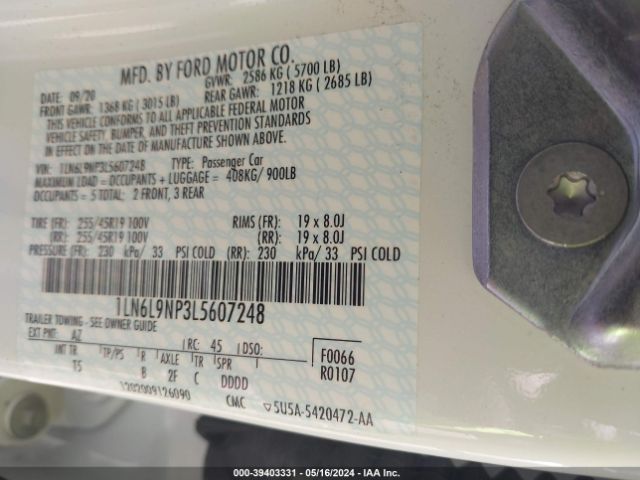 MFD. BY FORD MOTOR CO.
DATE: 09/20 GVWR: 2586 KG (5700 LB)
FRONT GAWR: 1368 KG (3015 LB) REAR GAWR: 1218 KG (2685 LB)
THIS VEHICLE CONFORMS TO ALL APPLICABLE FEDERAL MOTOR
VEHICLE SAFETY, BUMPER, AND THEFT PREVENTION STANDARDS
IN EFFECT ON THE DATE OF MANUFACTURE SHOWN ABOVE.
VIN: 1LN6L9NP3L5607248 TYPE: Passenger Car
MAXIMUM LOAD = OCCUPANTS + LUGGAGE = 408KG/ 900LB
OCCUPANTS = 5 TOTAL: 2 FRONT, 3 REAR
TIRE (FR): 255/45R19 100V RIMS (FR): 19 x 8.0J
(RR): 255/45R19 100V (RR): 19 x 8.0J
PRESSURE (FR): 230 kPa/ 33 PSI COLD (RR): 230 kPa/ 33 PSI COLD
1LN6L9NP3L5607248
TRAILER TOWING - SEE OWNER GUIDE
EXT PNT: AZ RC: 45 DSO: F0066
INT TR TP/PS R AXLE TR SPR R0107
T5 B 2F C DDDD
1202009126090 CMC ▽5U5A-5420472-AA
000-39403331 - 05/16/2024 - IAA Inc.